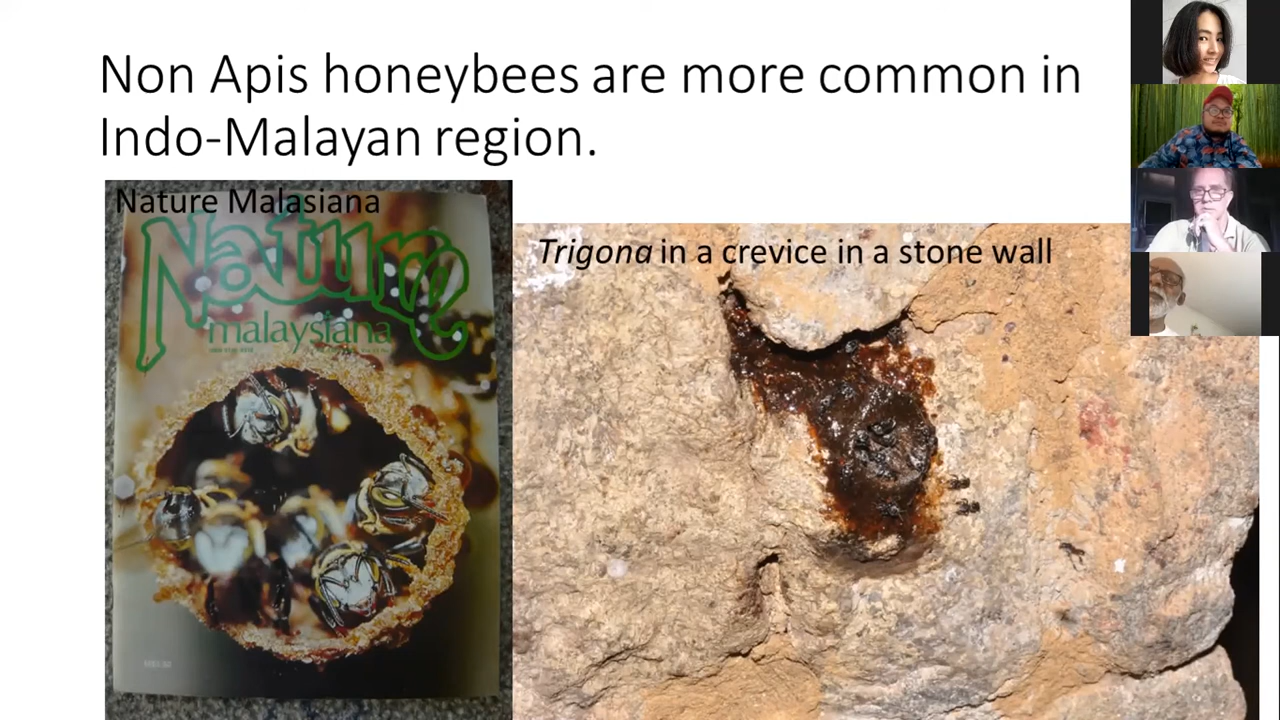 Non Apis honeybees are more common in
Indo-Malayan region.
Nature Malasiana
Nature
malaysiana
Trigona in a crevice in a stone wall